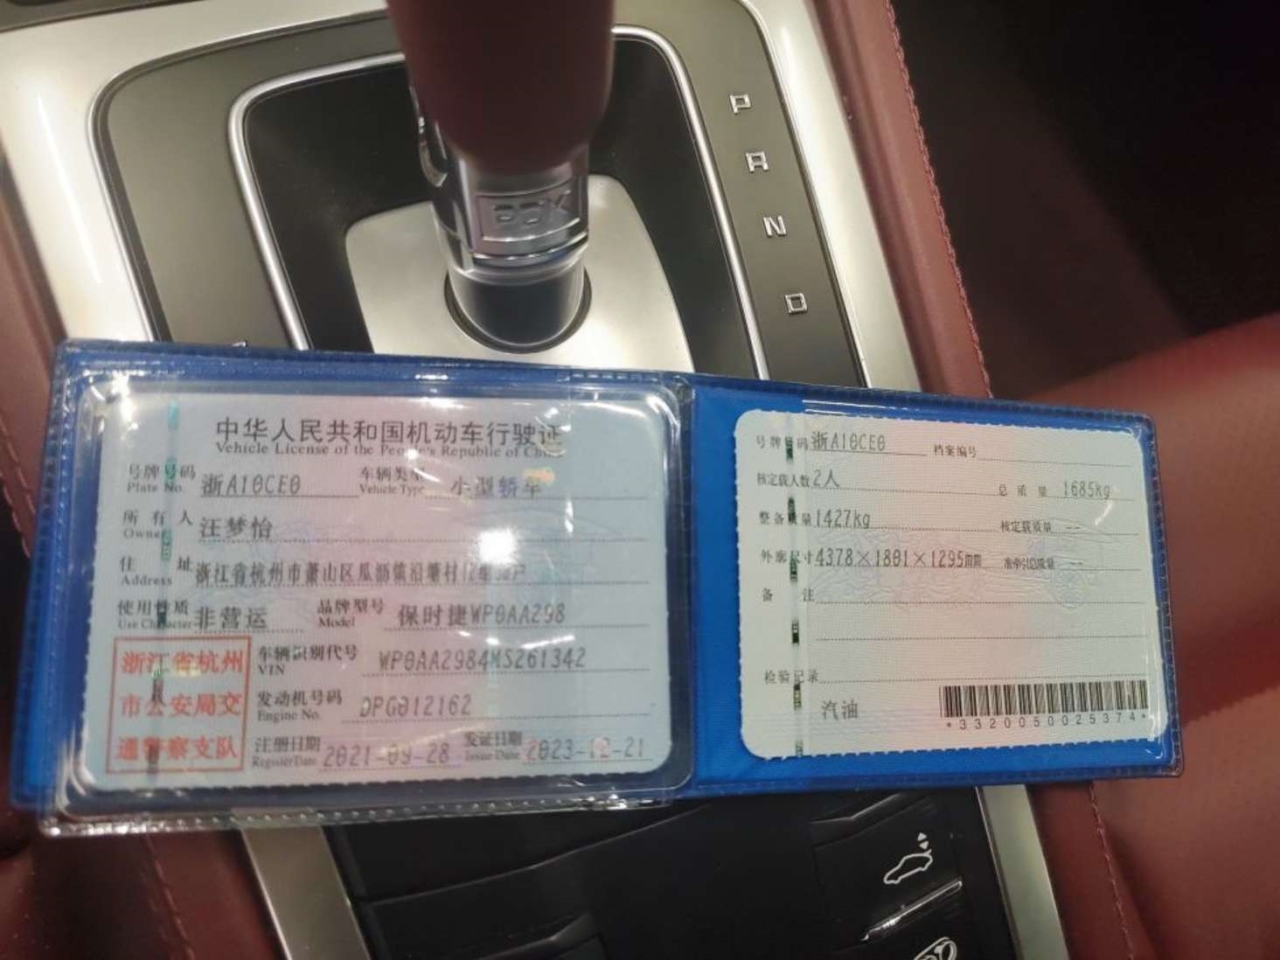 P
R
N
D
PDK
中华人民共和国机动车行驶证
Vehicle License of the People's Republic of China
号牌号码 浙A10CE0 车辆类型 小型轿车
Plate No. Vehicle Type
所有人 汪梦怡
Owner
住址 浙江省杭州市萧山区瓜沥镇沿塘村
Address
使用性质 非营运 品牌型号 保时捷WP0AA298
Use Character Model
浙江省杭州
市公安局交
通警察支队
车辆识别代号 WP0AA2984MS261342
VIN
发动机号码 DPG012162
Engine No.
注册日期 2021-09-28 发证日期 2023-12-21
Register Date Issue Date
号牌号码 浙A10CE0 档案编号
核定载人数 2人 总质量 1685kg
整备质量 1427kg 核定载质量 --
外廓尺寸 4378×1801×1295mm 准牵引总质量 --
备注
检验记录
汽油
*3320050025374*